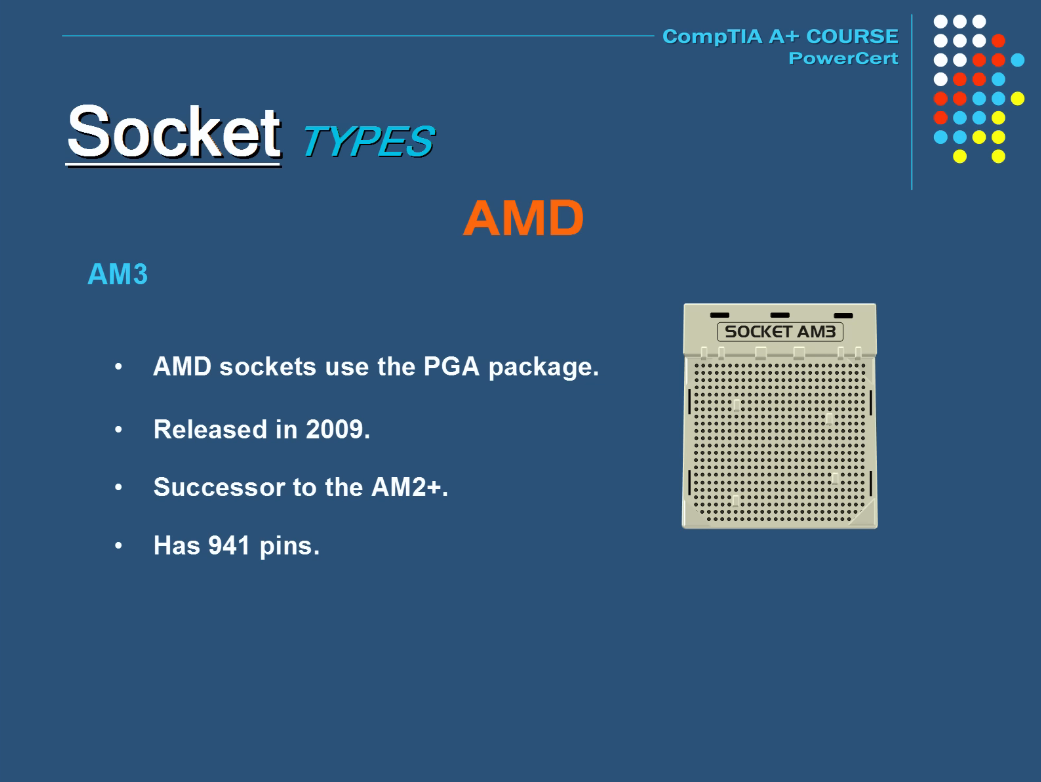 CompTIA A+ COURSE
PowerCert
Socket TYPES
AMD
AM3
SOCKET AM3
• AMD sockets use the PGA package.
• Released in 2009.
• Successor to the AM2+.
• Has 941 pins.